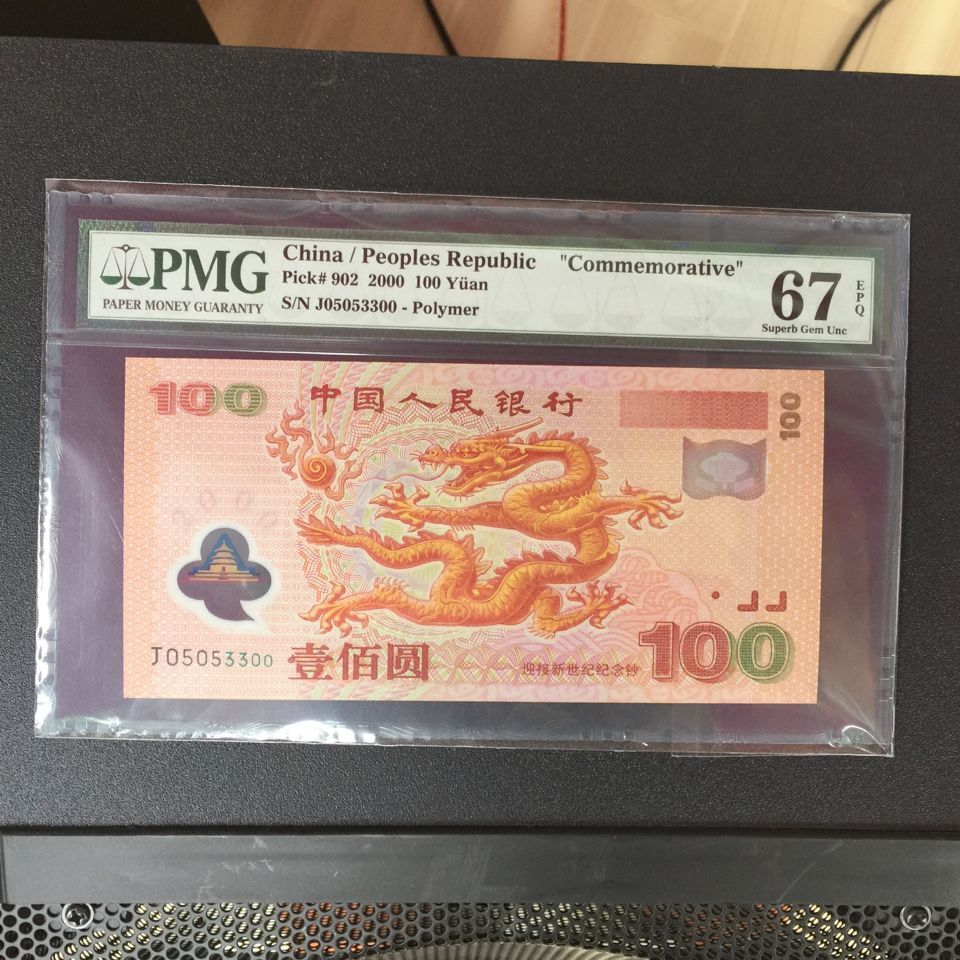 PMG
PAPER MONEY GUARANTY
China / Peoples Republic "Commemorative"
Pick# 902 2000 100 Yüan
S/N J05053300 - Polymer
67
EPQ
Superb Gem Unc
100
中国人民银行
100
J05053300
壹佰圆
迎接新世纪纪念钞
100